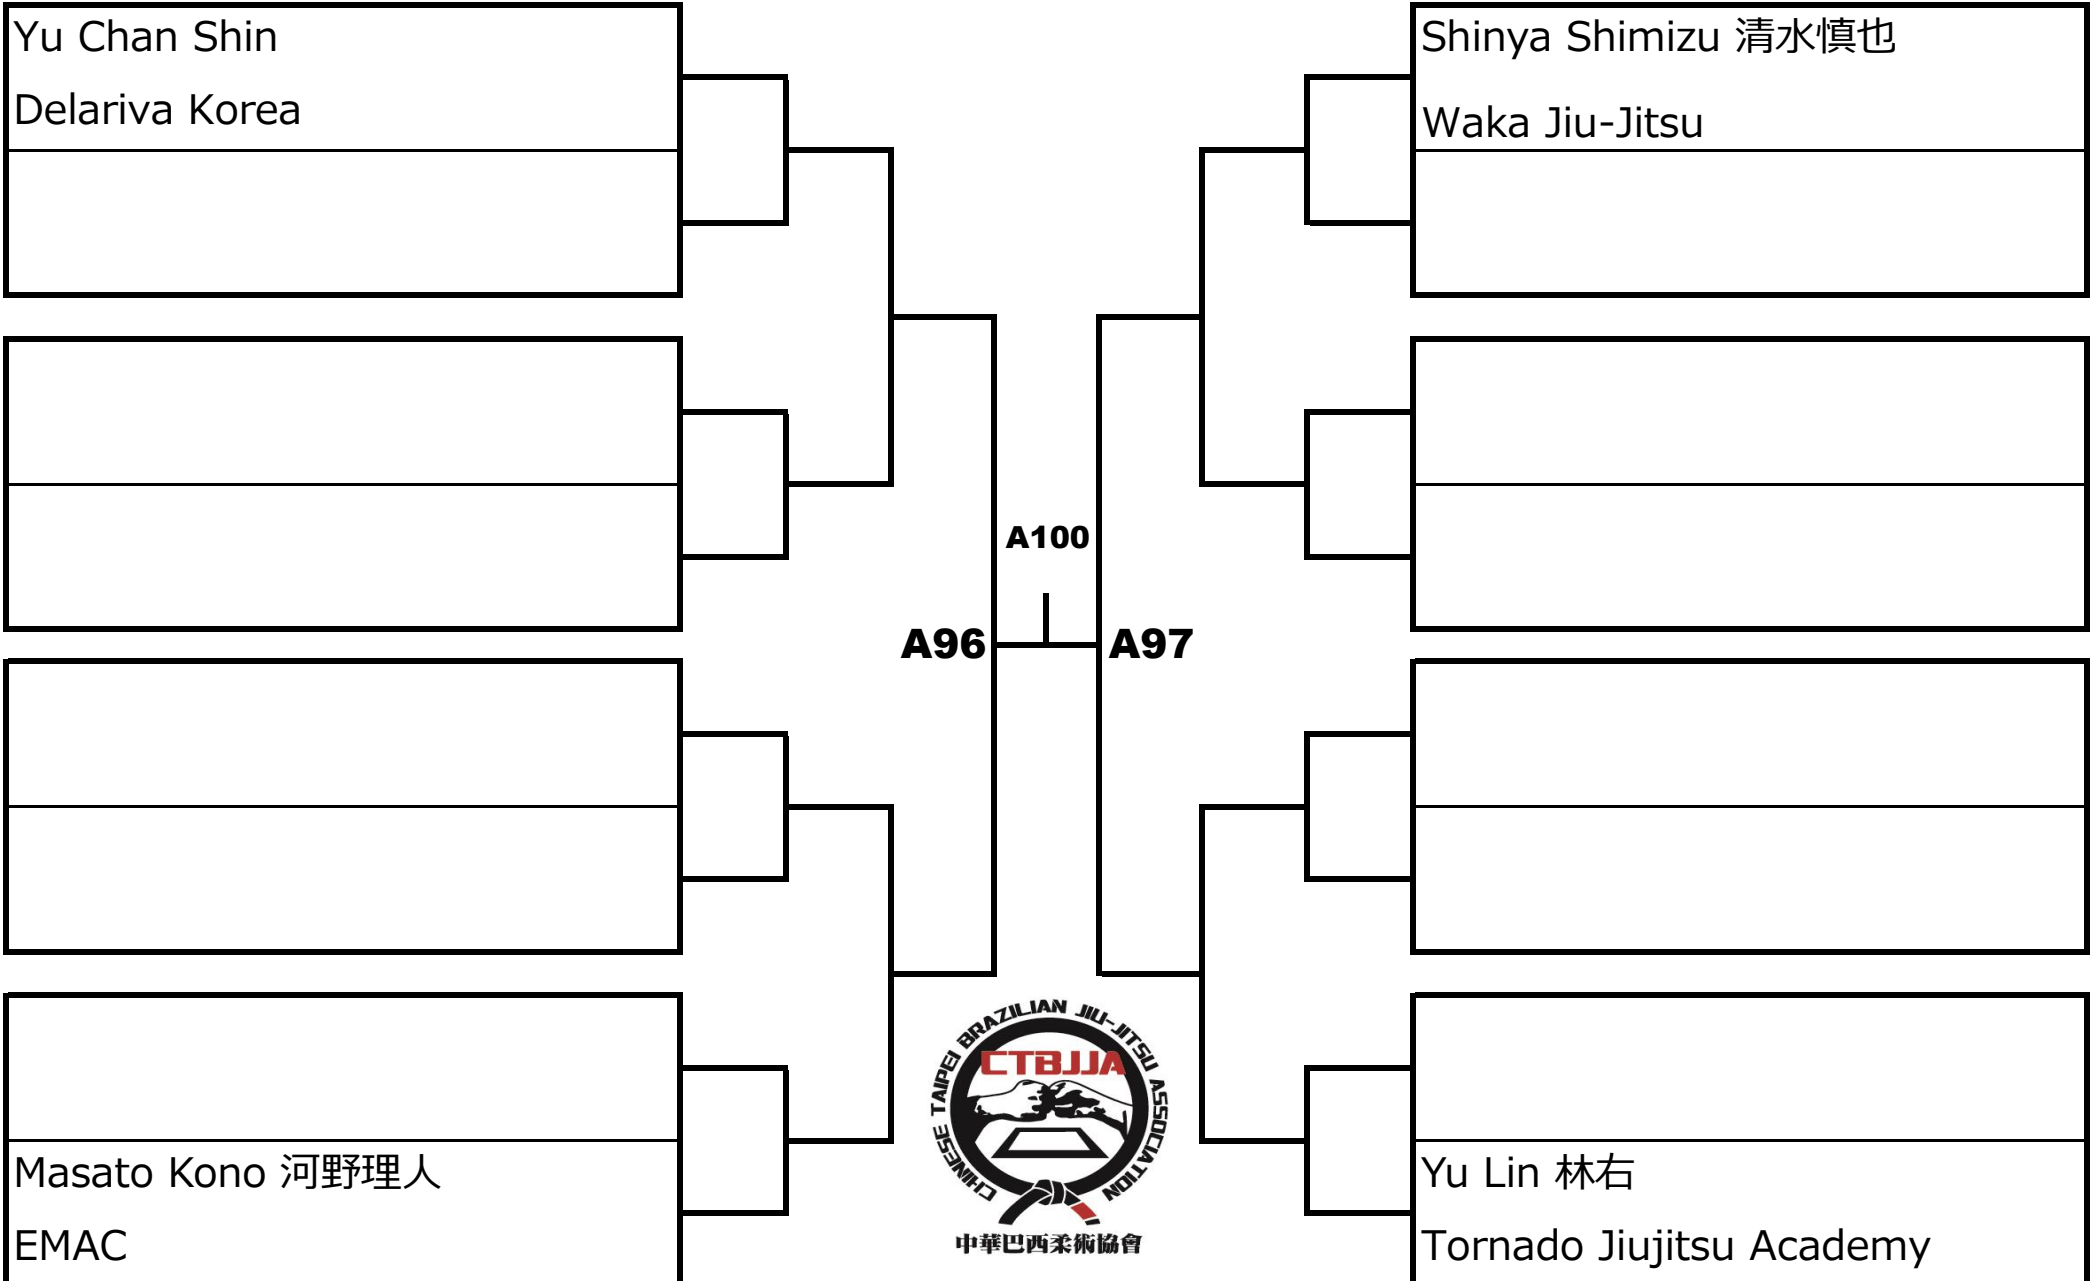 Yu Chan Shin
Delariva Korea
Shinya Shimizu 清水慎也
Waka Jiu-Jitsu
A100
A96
A97
Masato Kono 河野理人
EMAC
Yu Lin 林右
Tornado Jiujitsu Academy
CHINESE TAIPEI BRAZILIAN JIU-JITSU ASSOCIATION
CTBJJA
中華巴西柔術協會